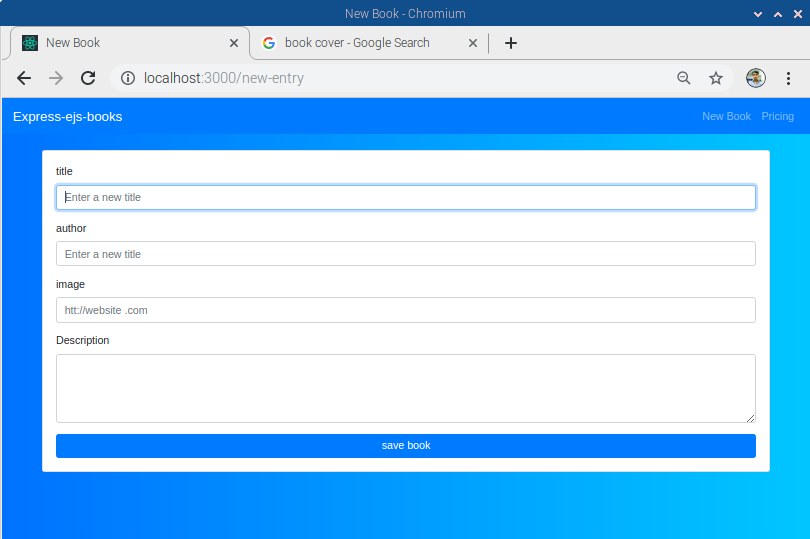 New Book - Chromium
New Book
book cover - Google Search
localhost:3000/new-entry
Express-ejs-books
New Book
Pricing
title
Enter a new title
author
Enter a new title
image
htt://website .com
Description
save book